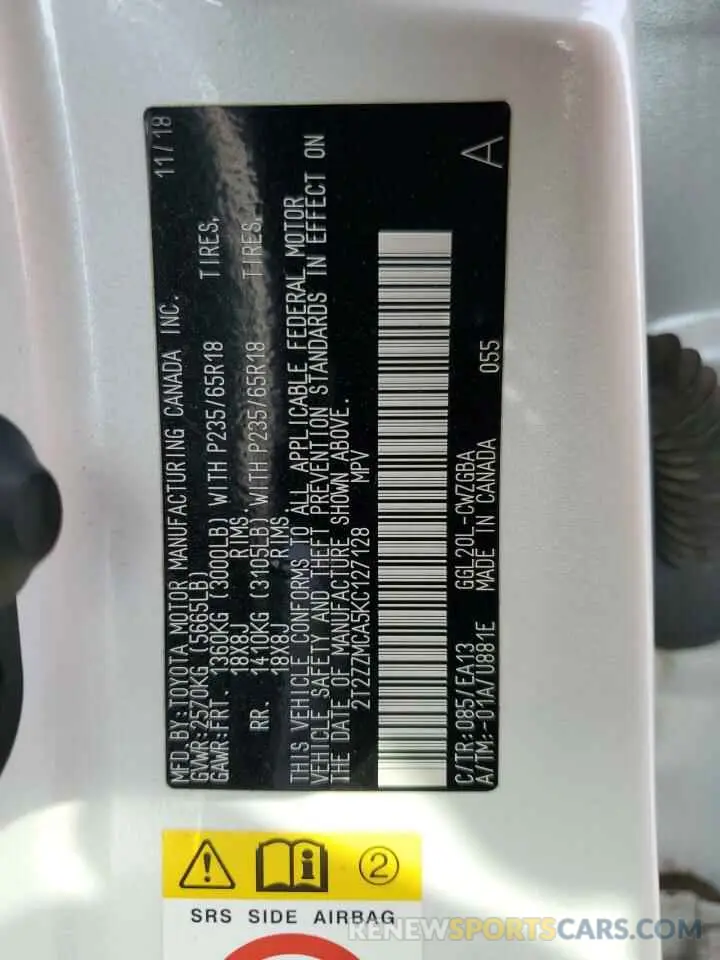 MFD.BY:TOYOTA MOTOR MANUFACTURING CANADA INC. 11/18
GVWR:2570KG (5665LB)
GAWR:FRT. 1360KG (3000LB) WITH P235/65R18 TIRES,
18X8J RIMS.
RR. 1410KG (3105LB) WITH P235/65R18 TIRES,
18X8J RIMS.
THIS VEHICLE CONFORMS TO ALL APPLICABLE FEDERAL MOTOR
VEHICLE SAFETY AND THEFT PREVENTION STANDARDS IN EFFECT ON
THE DATE OF MANUFACTURE SHOWN ABOVE.
2T2ZZMCA5KC127128 MPV
C/TR:085/EA13 GGL20L-CWZGBA 055
A/TM:-01A/U881E MADE IN CANADA A
2
SRS SIDE AIRBAG
RENEWSPORTSCARS.COM